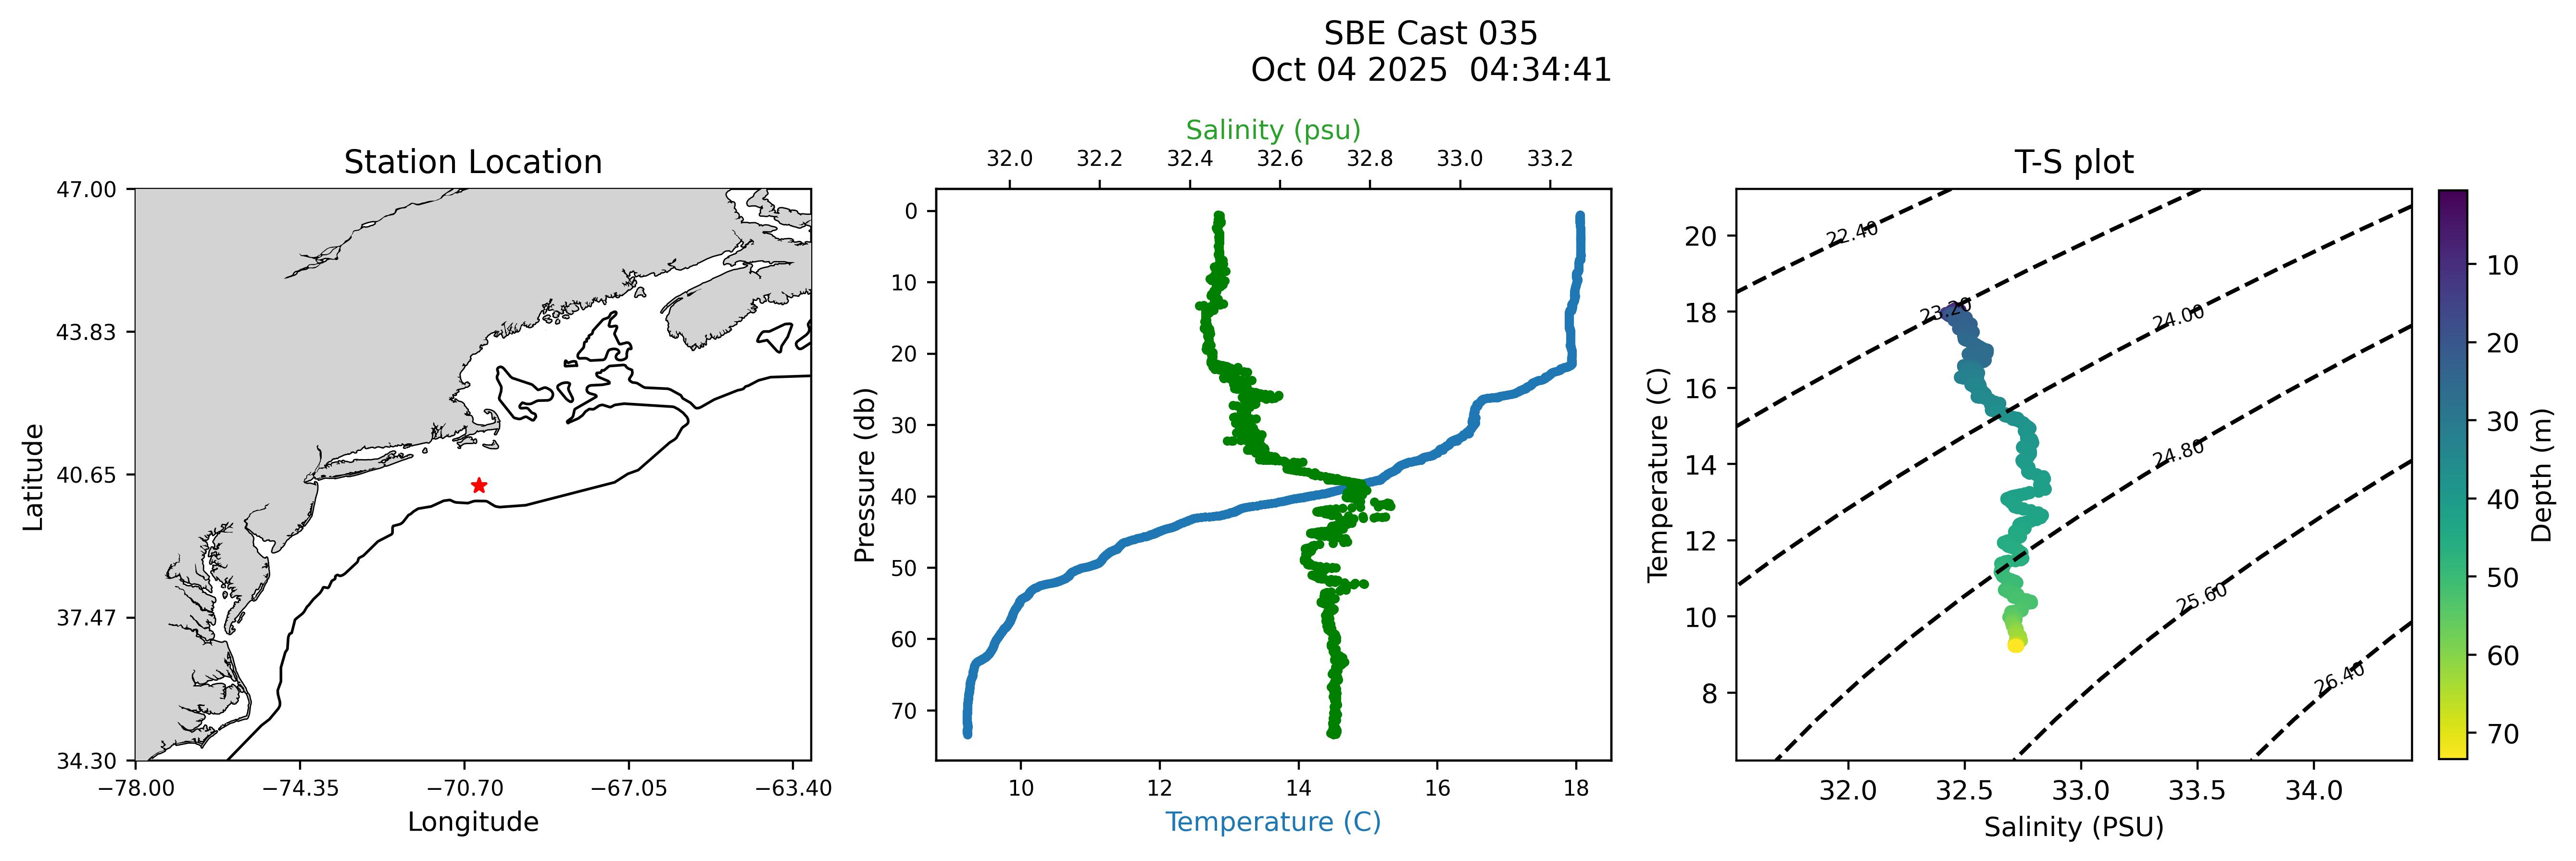 SBE Cast 035
Oct 04 2025  04:34:41
Station Location
47.00
43.83
40.65
37.47
34.30
Latitude
−78.00 −74.35 −70.70 −67.05 −63.40
Longitude
Salinity (psu)
32.0 32.2 32.4 32.6 32.8 33.0 33.2
0
10
20
30
40
50
60
70
Pressure (db)
10 12 14 16 18
Temperature (C)
T-S plot
20
18
16
14
12
10
8
Temperature (C)
22.40
23.20
24.00
24.80
25.60
26.40
32.0 32.5 33.0 33.5 34.0
Salinity (PSU)
10
20
30
40
50
60
70
Depth (m)